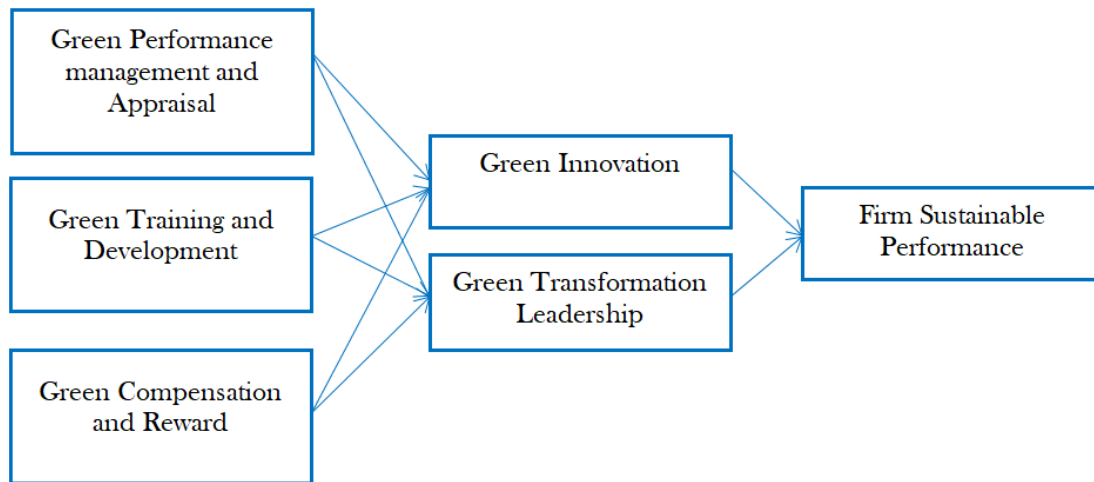 Green Performance
management and
Appraisal
Green Training and
Development
Green Compensation
and Reward
Green Innovation
Green Transformation
Leadership
Firm Sustainable
Performance